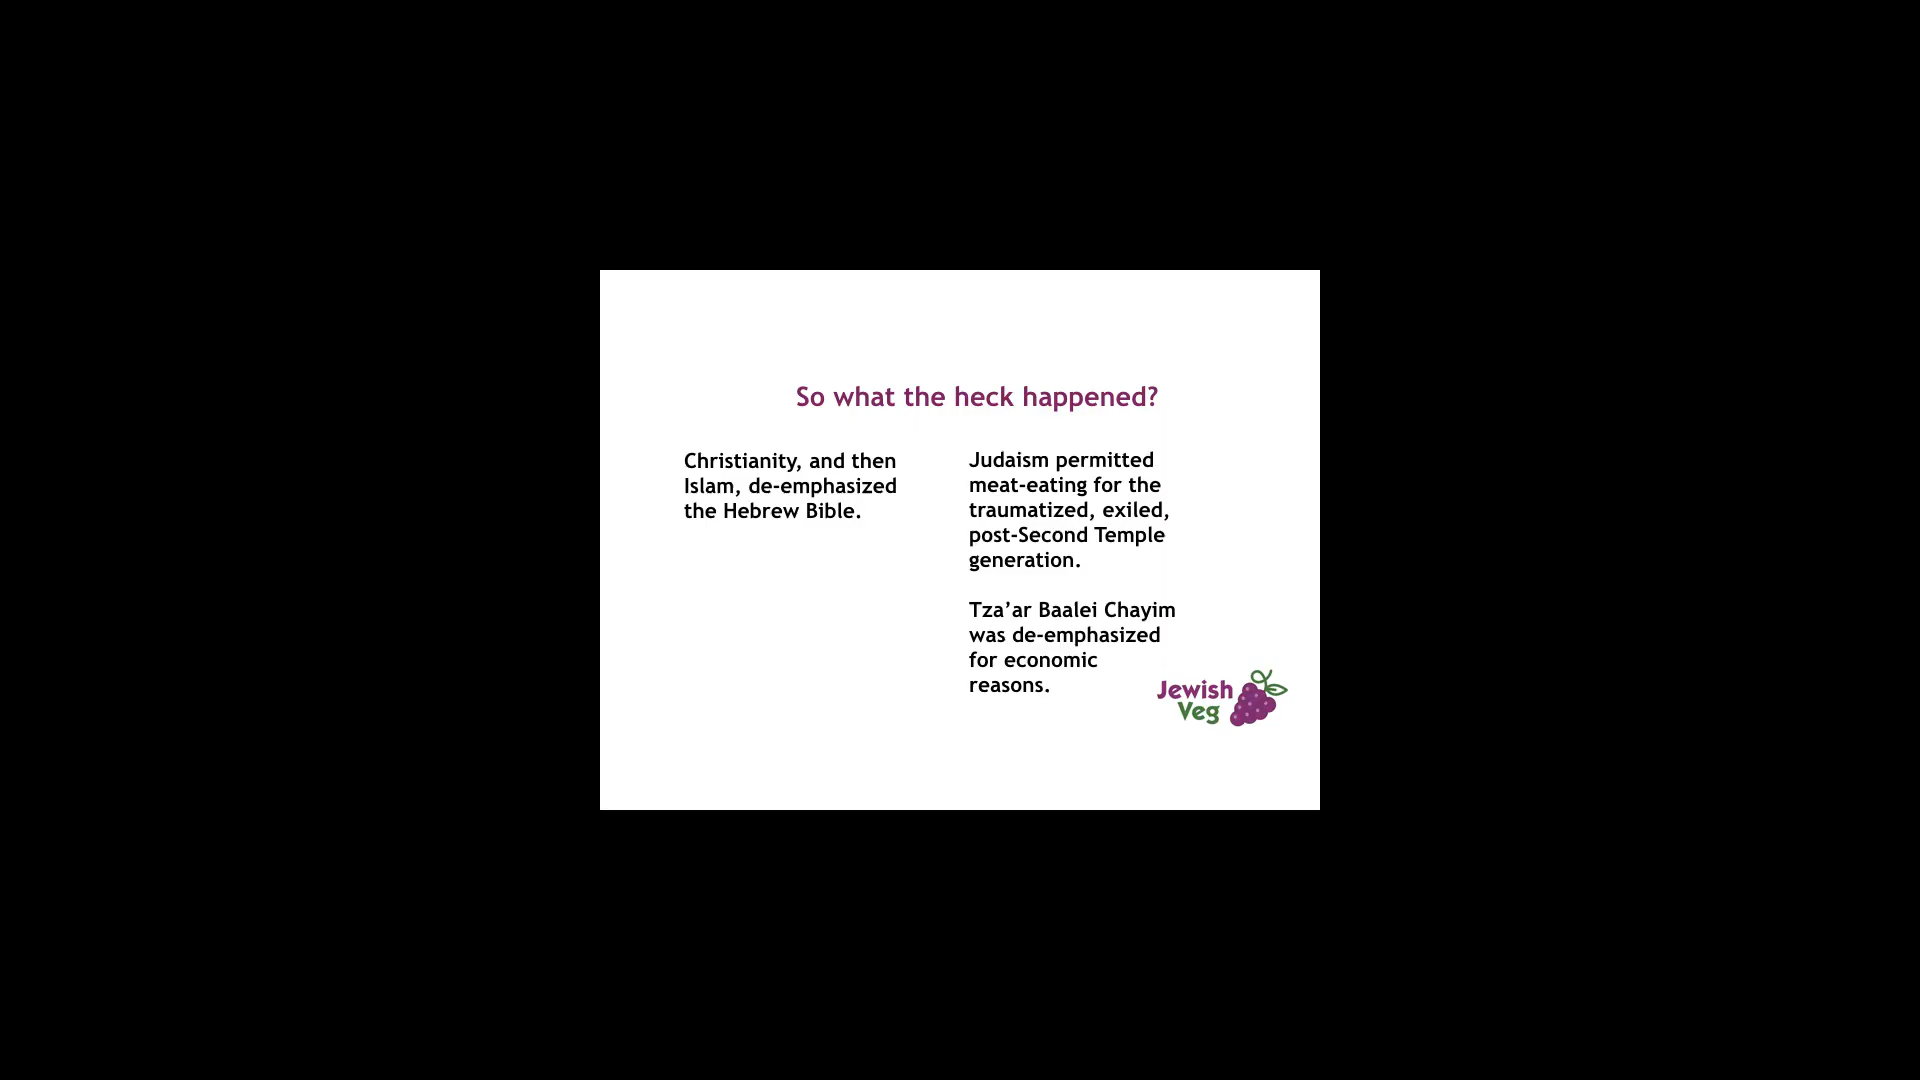 So what the heck happened?
Christianity, and then
Islam, de-emphasized
the Hebrew Bible.
Judaism permitted
meat-eating for the
traumatized, exiled,
post-Second Temple
generation.
Tza’ar Baalei Chayim
was de-emphasized
for economic
reasons.
Jewish
Veg